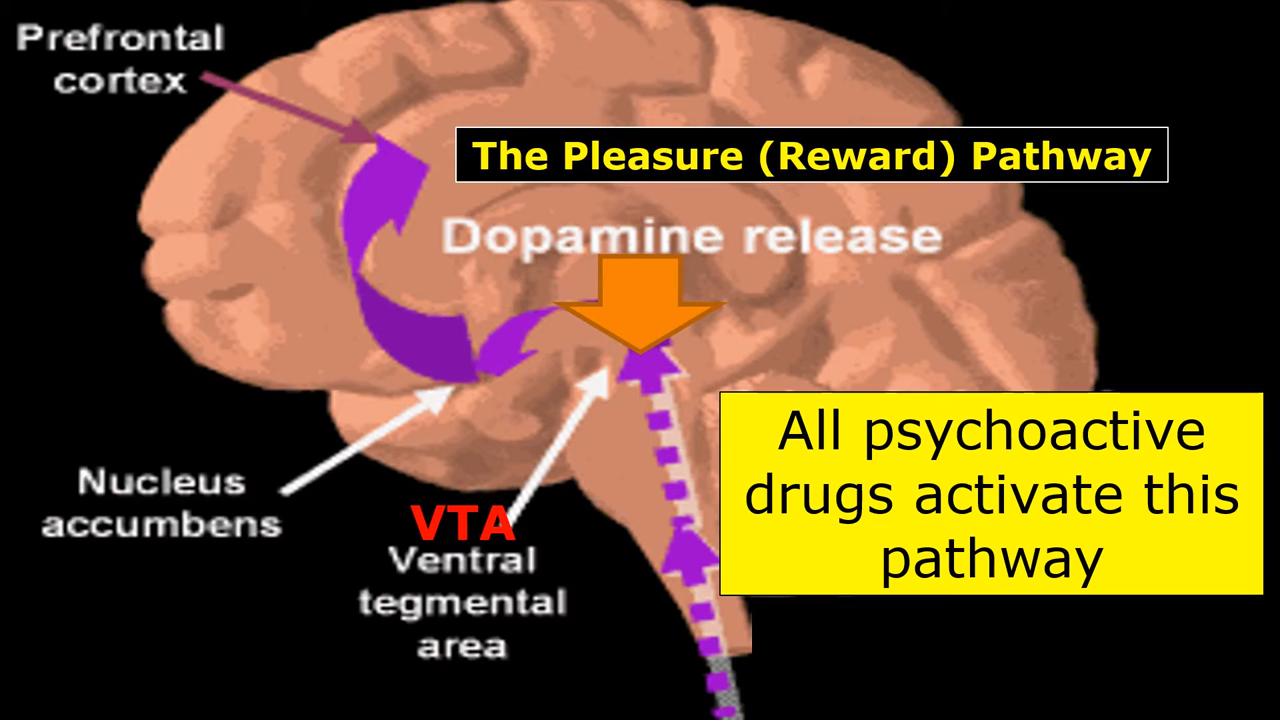 Prefrontal
cortex
The Pleasure (Reward) Pathway
Dopamine release
All psychoactive
drugs activate this
pathway
Nucleus
accumbens
VTA
Ventral
tegmental
area